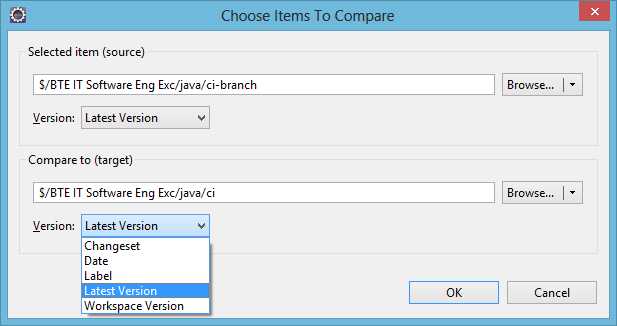 Choose Items To Compare
Selected item (source)
$/BTE IT Software Eng Exc/java/ci-branch
Browse...
Version: Latest Version
Compare to (target)
$/BTE IT Software Eng Exc/java/ci
Browse...
Version: Latest Version
Changeset
Date
Label
Latest Version
Workspace Version
OK
Cancel